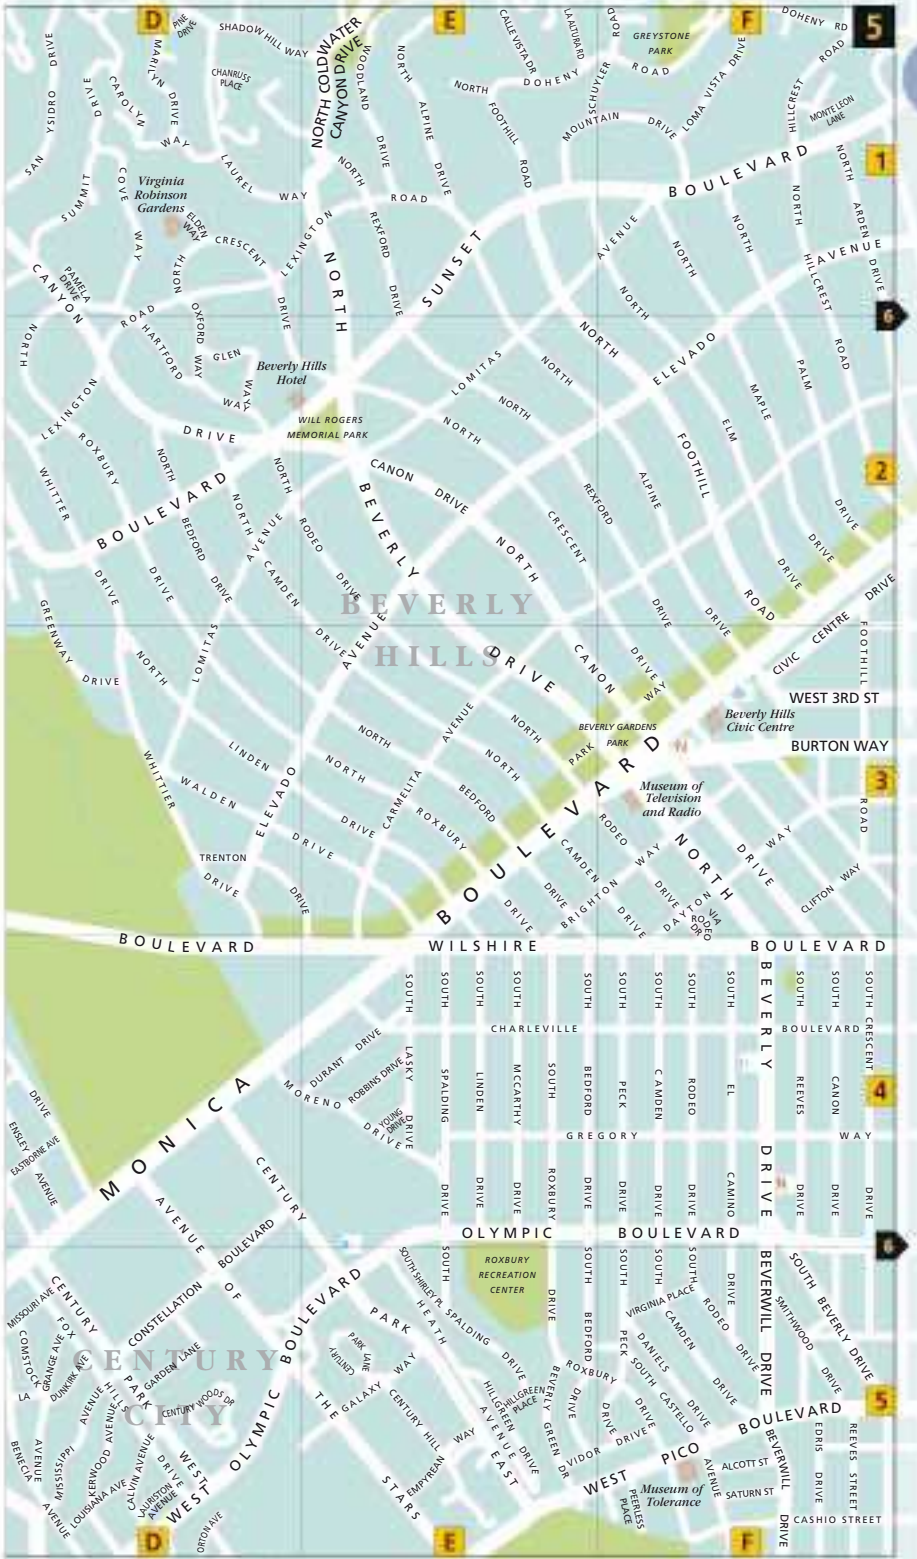 D
E
F
5
PINE
DRIVE
SHADOW HILL WAY
NORTH COLDWATER
CANYON DRIVE
WOODLAND
DRIVE
NORTH
ALPINE
DRIVE
CALLE VISTA DR
LA ALTURA RD
ROAD
SCHUYLER
GREYSTONE
PARK
DOHENY RD
ROAD
NORTH
DOHENY
ROAD
LOMA VISTA DRIVE
HILLCREST
MONTE LEON
LANE
SAN YSIDRO DRIVE
DRIVE
SUMMIT
CAROLYN
WAY
MARILYN
DRIVE
CHANRUSS
PLACE
NORTH
FOOTHILL
ROAD
MOUNTAIN
DRIVE
1
BOULEVARD
NORTH
ARDEN
DRIVE
LAUREL
WAY
COVE
WAY
Virginia
Robinson
Gardens
ELDEN
WAY
CRESCENT
DRIVE
NORTH
LEXINGTON
ROAD
NORTH
REXFORD
DRIVE
NORTH
SUNSET
AVENUE
NORTH
NORTH
NORTH
HILLCREST
ROAD
AVENUE
CANYON
PAMELA
DRIVE
NORTH
ROAD
HARTFORD
WAY
OXFORD
WAY
GLEN
WAY
6
NORTH
NORTH
ELEVADO
LOMITAS
NORTH
NORTH
NORTH
Beverly Hills
Hotel
WILL ROGERS
MEMORIAL PARK
LEXINGTON
ROXBURY
DRIVE
WHITTER
NORTH
BEDFORD
NORTH
NORTH
RODEO
CANON
DRIVE
PALM
MAPLE
ELM
FOOTHILL
2
BOULEVARD
AVENUE
CAMDEN
BEVERLY
NORTH
REXFORD
ALPINE
CRESCENT
DRIVE
DRIVE
DRIVE
ROAD
DRIVE
DRIVE
DRIVE
DRIVE
BEVERLY
HILLS
GREENWAY
DRIVE
NORTH
LOMITAS
DRIVE
AVENUE
DRIVE
CANON
DRIVE
WAY
DRIVE
DRIVE
CIVIC CENTRE DRIVE
FOOTHILL
ROAD
WEST 3RD ST
Beverly Hills
Civic Centre
BURTON WAY
BEVERLY GARDENS
PARK
PARK
WHITTIER
LINDEN
WALDEN
NORTH
NORTH
AVENUE
NORTH
NORTH
BEDFORD
ROXBURY
CARMELITA
ELEVADO
DRIVE
DRIVE
TRENTON
DRIVE
DRIVE
Museum of
Television
and Radio
3
RODEO
CAMDEN
NORTH
DRIVE
WAY
CLIFTON WAY
BRIGHTON WAY
DAYTON
VIA
RODEO
DR
DRIVE
DRIVE
DRIVE
DRIVE
BOULEVARD
BOULEVARD
WILSHIRE
BOULEVARD
SOUTH
SOUTH
SOUTH
SOUTH
SOUTH
SOUTH
SOUTH
SOUTH
SOUTH
SOUTH
SOUTH
SOUTH CRESCENT
BEVERLY
DRIVE
CHARLEVILLE
BOULEVARD
DURANT DRIVE
ROBBINS DRIVE
MORENO
DRIVE
YOUNG
DRIVE
LASKY
DRIVE
SPALDING
LINDEN
MCCARTHY
SOUTH
BEDFORD
PECK
CAMDEN
RODEO
EL
REEVES
CANON
4
GREGORY
WAY
DRIVE
DRIVE
DRIVE
ROXBURY
DRIVE
DRIVE
DRIVE
DRIVE
CAMINO
DRIVE
DRIVE
DRIVE
DRIVE
ENSLEY
AVENUE
EASTBORNE AVE
MONICA
CENTURY
AVENUE
OF
THE
STARS
OLYMPIC
BOULEVARD
6
ROXBURY
RECREATION
CENTER
CONSTELLATION BOULEVARD
SOUTH SHIRLEY PL
HEATH
SOUTH
SPALDING
DRIVE
PARK
CENTURY
PARK LANE
GALAXY WAY
CENTURY HILL
EMPYREAN WAY
HILLGREEN
PLACE
HILLGREEN
DRIVE
AVENUE
EAST
DRIVE
SOUTH
SOUTH
SOUTH
SOUTH
DRIVE
BEDFORD
PECK
VIRGINIA PLACE
CAMDEN
RODEO
DRIVE
DANIELS
SOUTH
CASTELLO
DRIVE
BEVERWILL DRIVE
SOUTH BEVERLY DRIVE
SMITHWOOD
DRIVE
ROXBURY
BEVERLY GREEN DR
DRIVE
DRIVE
DRIVE
VIDOR DRIVE
MISSOURI AVE
CENTURY
PARK
WEST
FOX
HILL
COMSTOCK
LA GRANGE AVE
DUNKIRK AVE
GARDEN LANE
CENTURY WOODS DR
CENTURY
CITY
AVENUE
KERWOOD AVENUE
CALVIN AVENUE
MISSISSIPPI
AVENUE
BENECIA
AVENUE
LOUISIANA AVE
LAURISTON
AVENUE
DRIVE
ORTON AVE
WEST OLYMPIC BOULEVARD
WEST PICO BOULEVARD
5
Museum of
Tolerance
PEERLESS
PLACE
AVENUE
ALCOTT ST
SATURN ST
BEVERWILL
DRIVE
EDRIS
DRIVE
REEVES STREET
CASHIO STREET
D
E
F